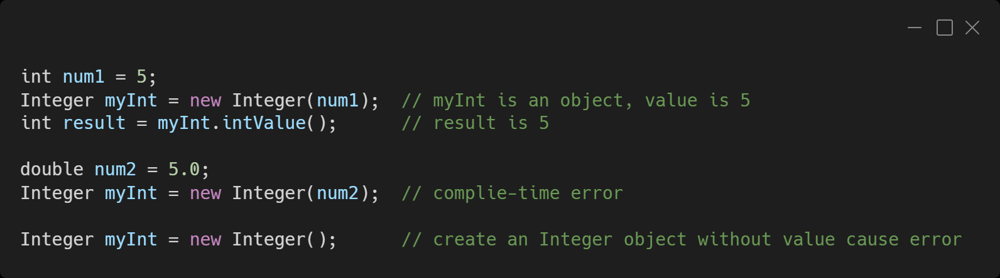 int num1 = 5;
Integer myInt = new Integer(num1);  // myInt is an object, value is 5
int result = myInt.intValue();      // result is 5
double num2 = 5.0;
Integer myInt = new Integer(num2);  // complie-time error
Integer myInt = new Integer();      // create an Integer object without value cause error